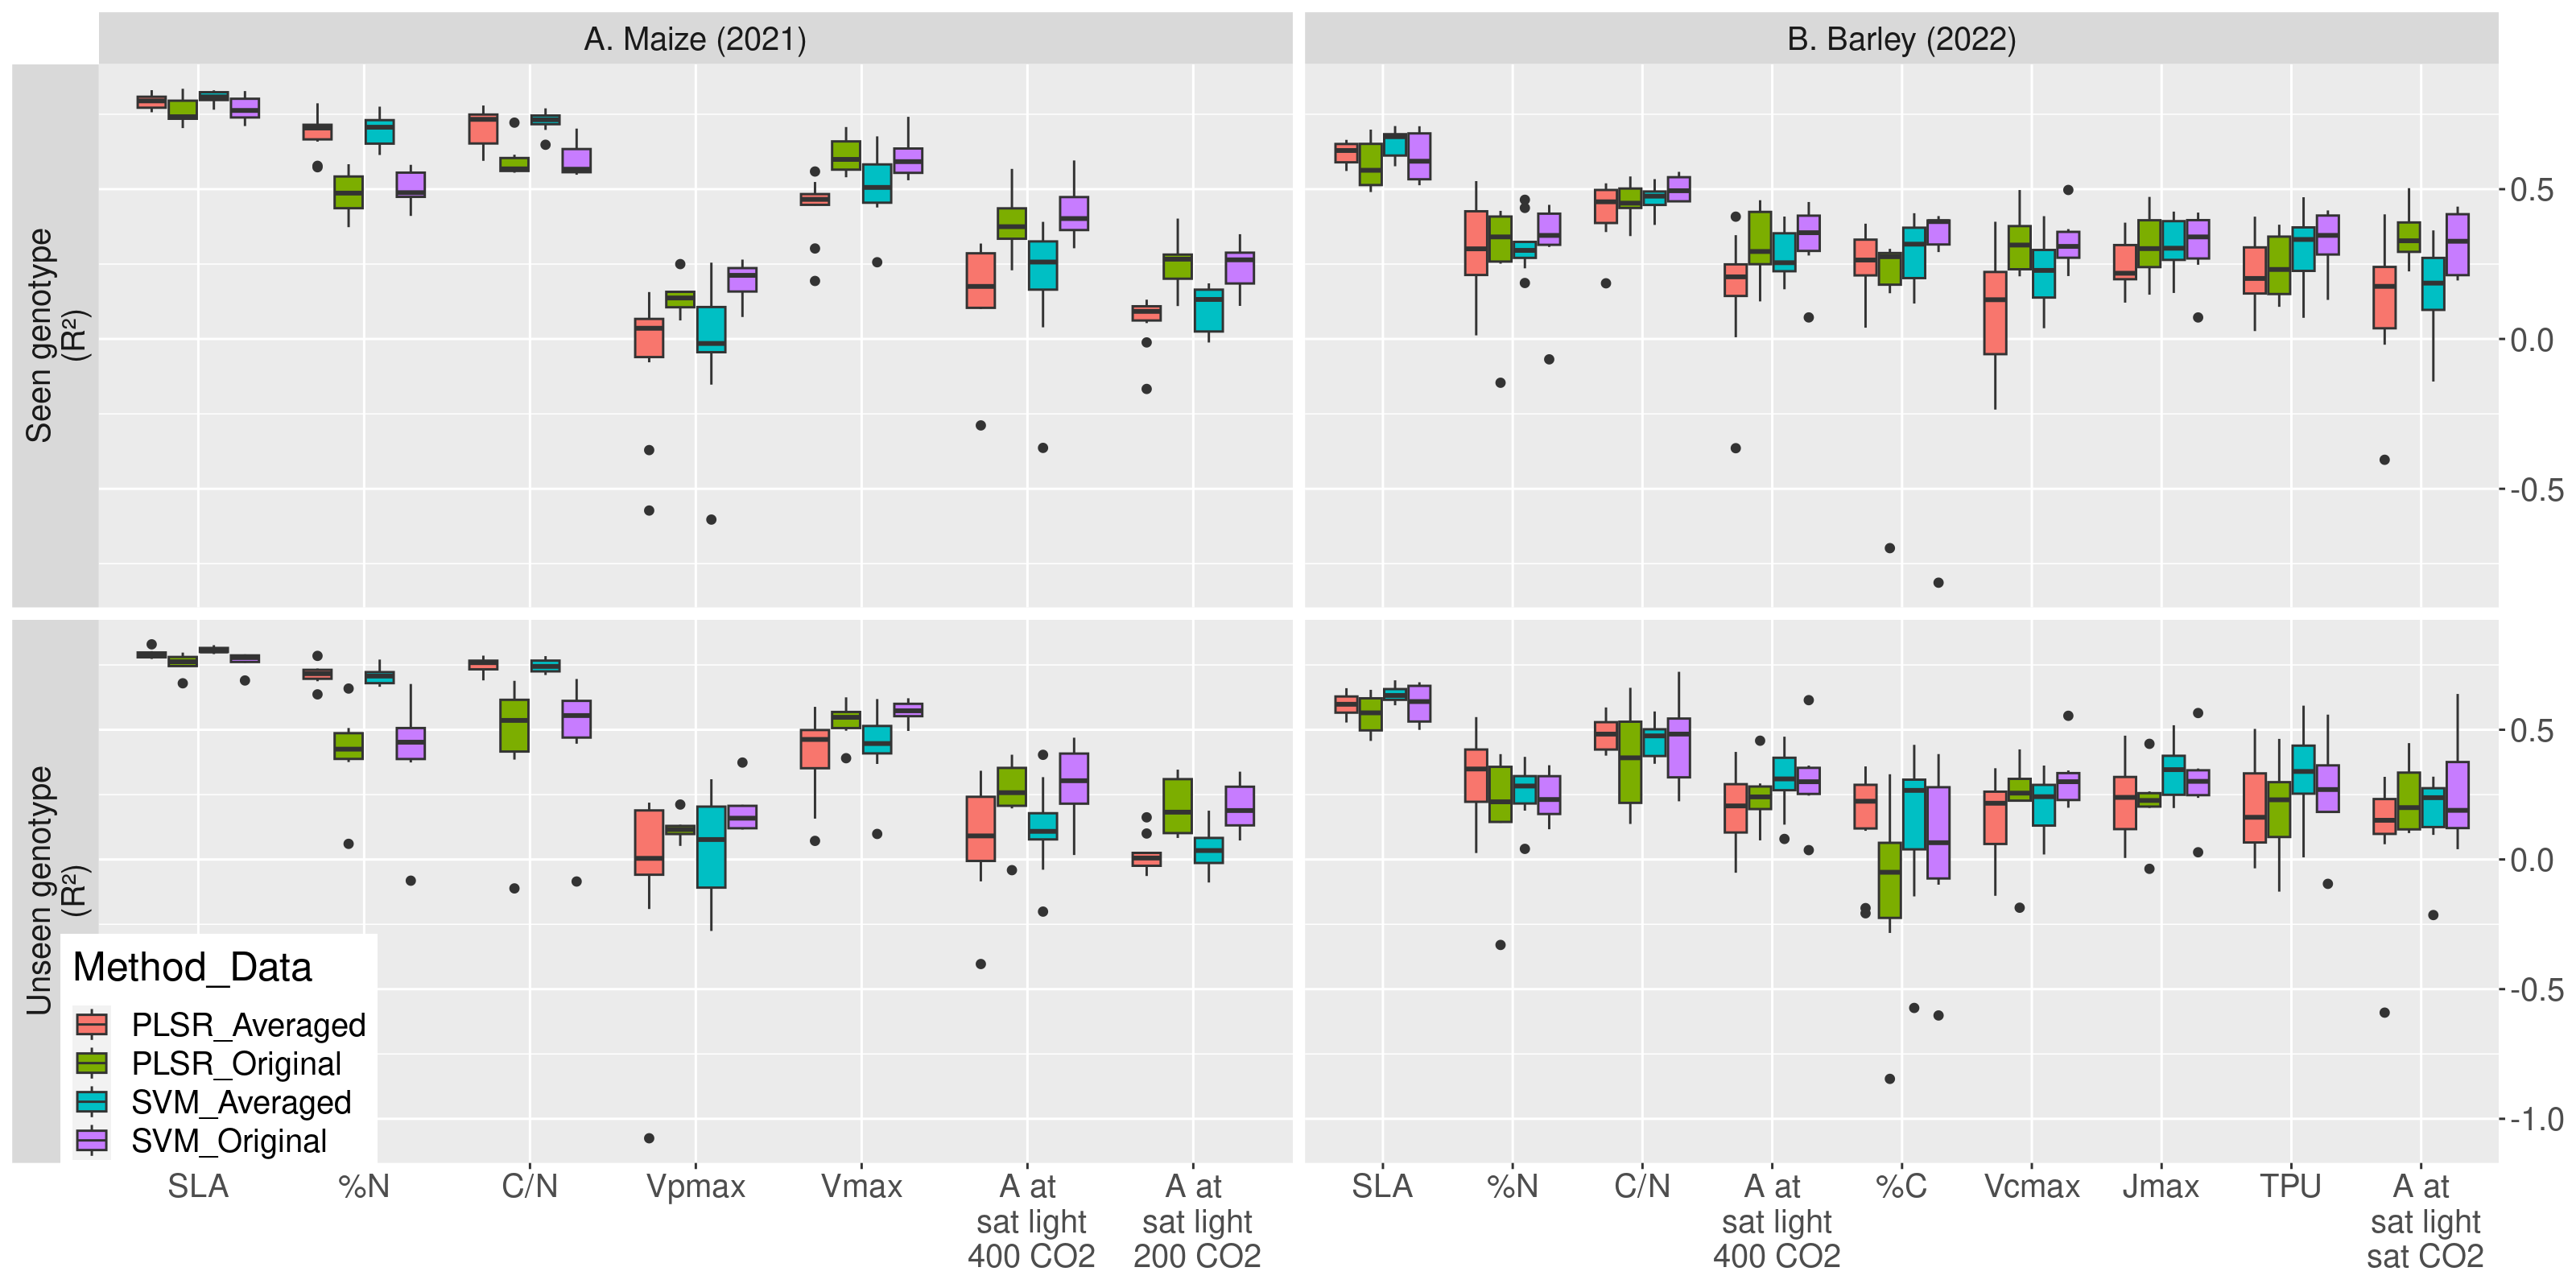 A. Maize (2021)
B. Barley (2022)
Seen genotype
(R²)
0.5
0.0
-0.5
Unseen genotype
(R²)
0.5
0.0
-0.5
-1.0
Method_Data
PLSR_Averaged
PLSR_Original
SVM_Averaged
SVM_Original
SLA
%N
C/N
Vpmax
Vmax
A at
sat light
400 CO2
A at
sat light
200 CO2
SLA
%N
C/N
A at
sat light
400 CO2
%C
Vcmax
Jmax
TPU
A at
sat light
sat CO2